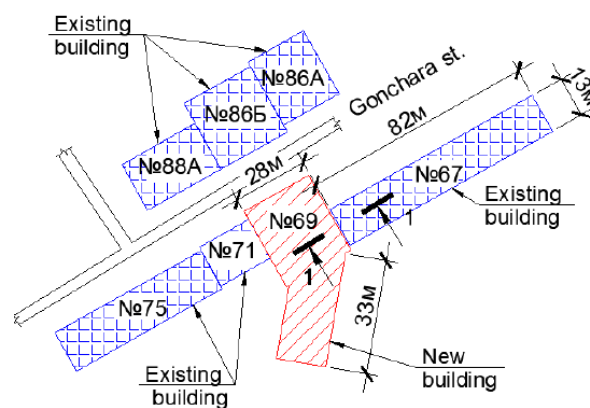 Existing
building
№86А
№86Б
№88А
Gonchara st.
13м
82м
28м
№67
№69
Existing
building
1
№71
1
№75
33м
New
building
Existing
building